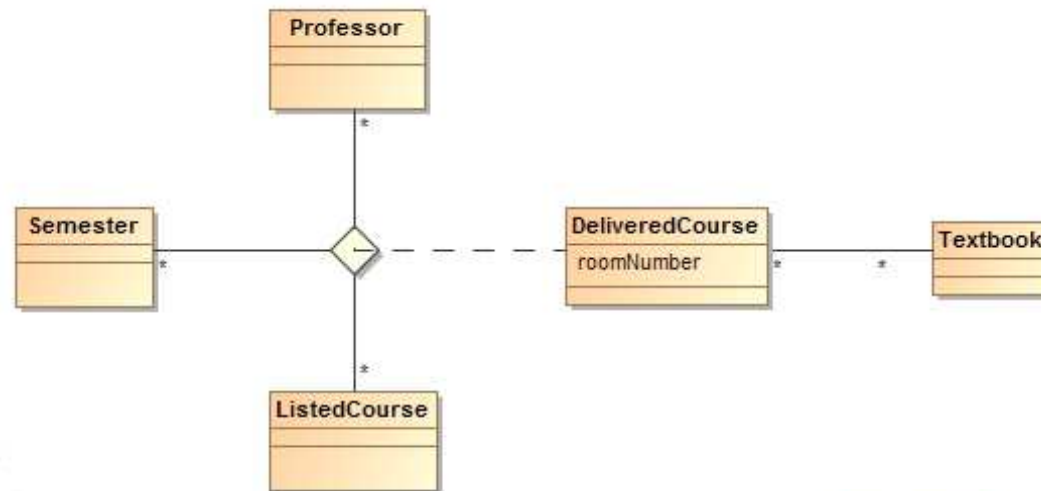 Professor
*
Semester
*
DeliveredCourse
roomNumber
*
*
Textbook
*
ListedCourse